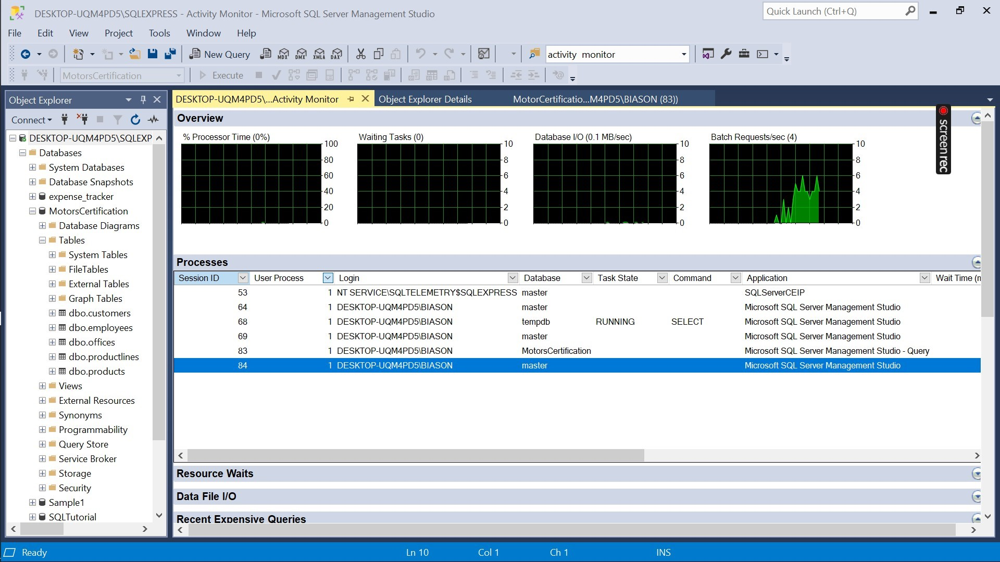 DESKTOP-UQM4PD5\SQLEXPRESS - Activity Monitor - Microsoft SQL Server Management Studio
Quick Launch (Ctrl+Q)
File Edit View Project Tools Window Help
New Query MDX DMX XMLA DAX activity monitor
MotorsCertification Execute
Object Explorer
Connect
DESKTOP-UQM4PD5\SQLEXP
Databases
System Databases
Database Snapshots
expense_tracker
MotorsCertification
Database Diagrams
Tables
System Tables
FileTables
External Tables
Graph Tables
dbo.customers
dbo.employees
dbo.offices
dbo.productlines
dbo.products
Views
External Resources
Synonyms
Programmability
Query Store
Service Broker
Storage
Security
Sample1
SQLTutorial
DESKTOP-UQM4PD5\...Activity Monitor Object Explorer Details MotorCertificatio...M4PD5\BIASON (83))
Overview
% Processor Time (0%)
100
80
60
40
20
0
Waiting Tasks (0)
10
8
6
4
2
0
Database I/O (0.1 MB/sec)
10
8
6
4
2
0
Batch Requests/sec (4)
10
8
6
4
2
0
screen rec
Processes
Session ID User Process Login Database Task State Command Application Wait Time (m
53 1 NT SERVICE\SQLTELEMETRY$SQLEXPRESS master SQLServerCEIP
64 1 DESKTOP-UQM4PD5\BIASON master Microsoft SQL Server Management Studio
68 1 DESKTOP-UQM4PD5\BIASON tempdb RUNNING SELECT Microsoft SQL Server Management Studio
69 1 DESKTOP-UQM4PD5\BIASON master Microsoft SQL Server Management Studio
83 1 DESKTOP-UQM4PD5\BIASON MotorsCertification Microsoft SQL Server Management Studio - Query
84 1 DESKTOP-UQM4PD5\BIASON master Microsoft SQL Server Management Studio
Resource Waits
Data File I/O
Recent Expensive Queries
Ready Ln 10 Col 1 Ch 1 INS